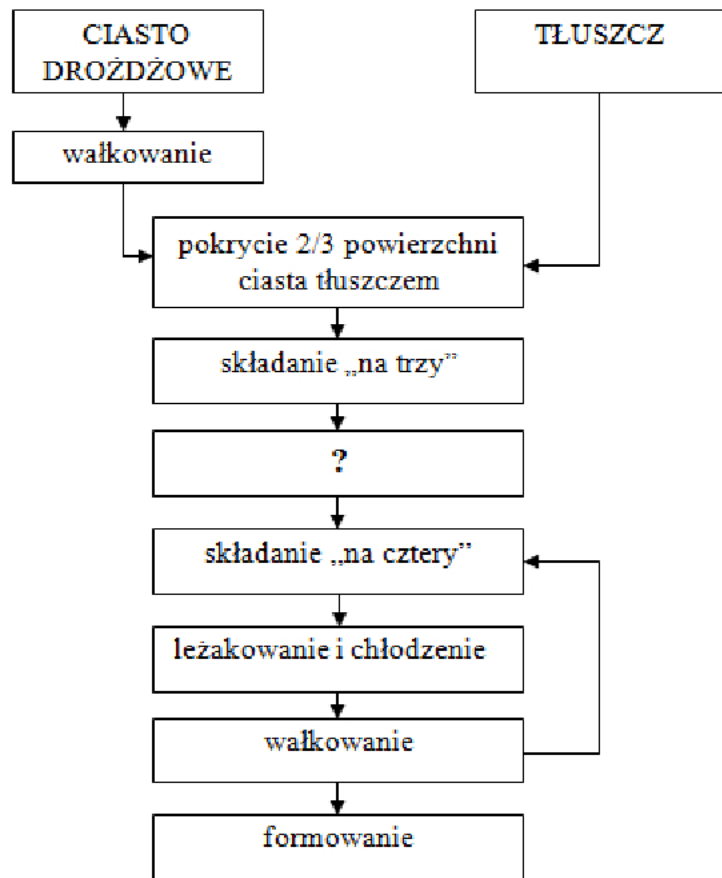 CIASTO
DROŻDŻOWE
TŁUSZCZ
wałkowanie
pokrycie 2/3 powierzchni
ciasta tłuszczem
składanie „na trzy”
?
składanie „na cztery”
leżakowanie i chłodzenie
wałkowanie
formowanie